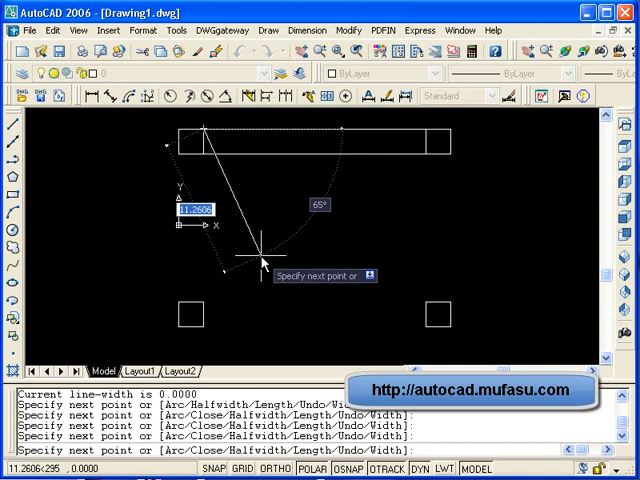 AutoCAD 2006 - [Drawing1.dwg]
File Edit View Insert Format Tools DWGgateway Draw Dimension Modify PDFIN Express Window Help
0 ByLayer ByLayer ByLayer
DWG DWG Standard
65°
Y
11.2606
X
Specify next point or
Model Layout1 Layout2
http://autocad.mufasu.com
Current line-width is 0.0000
Specify next point or [Arc/Halfwidth/Length/Undo/Width]:
Specify next point or [Arc/Close/Halfwidth/Length/Undo/Width]:
Specify next point or [Arc/Close/Halfwidth/Length/Undo/Width]:
Specify next point or [Arc/Close/Halfwidth/Length/Undo/Width]:
Specify next point or [Arc/Close/Halfwidth/Length/Undo/Width]:
11.2606<295 , 0.0000 SNAP GRID ORTHO POLAR OSNAP OTRACK DYN LWT MODEL